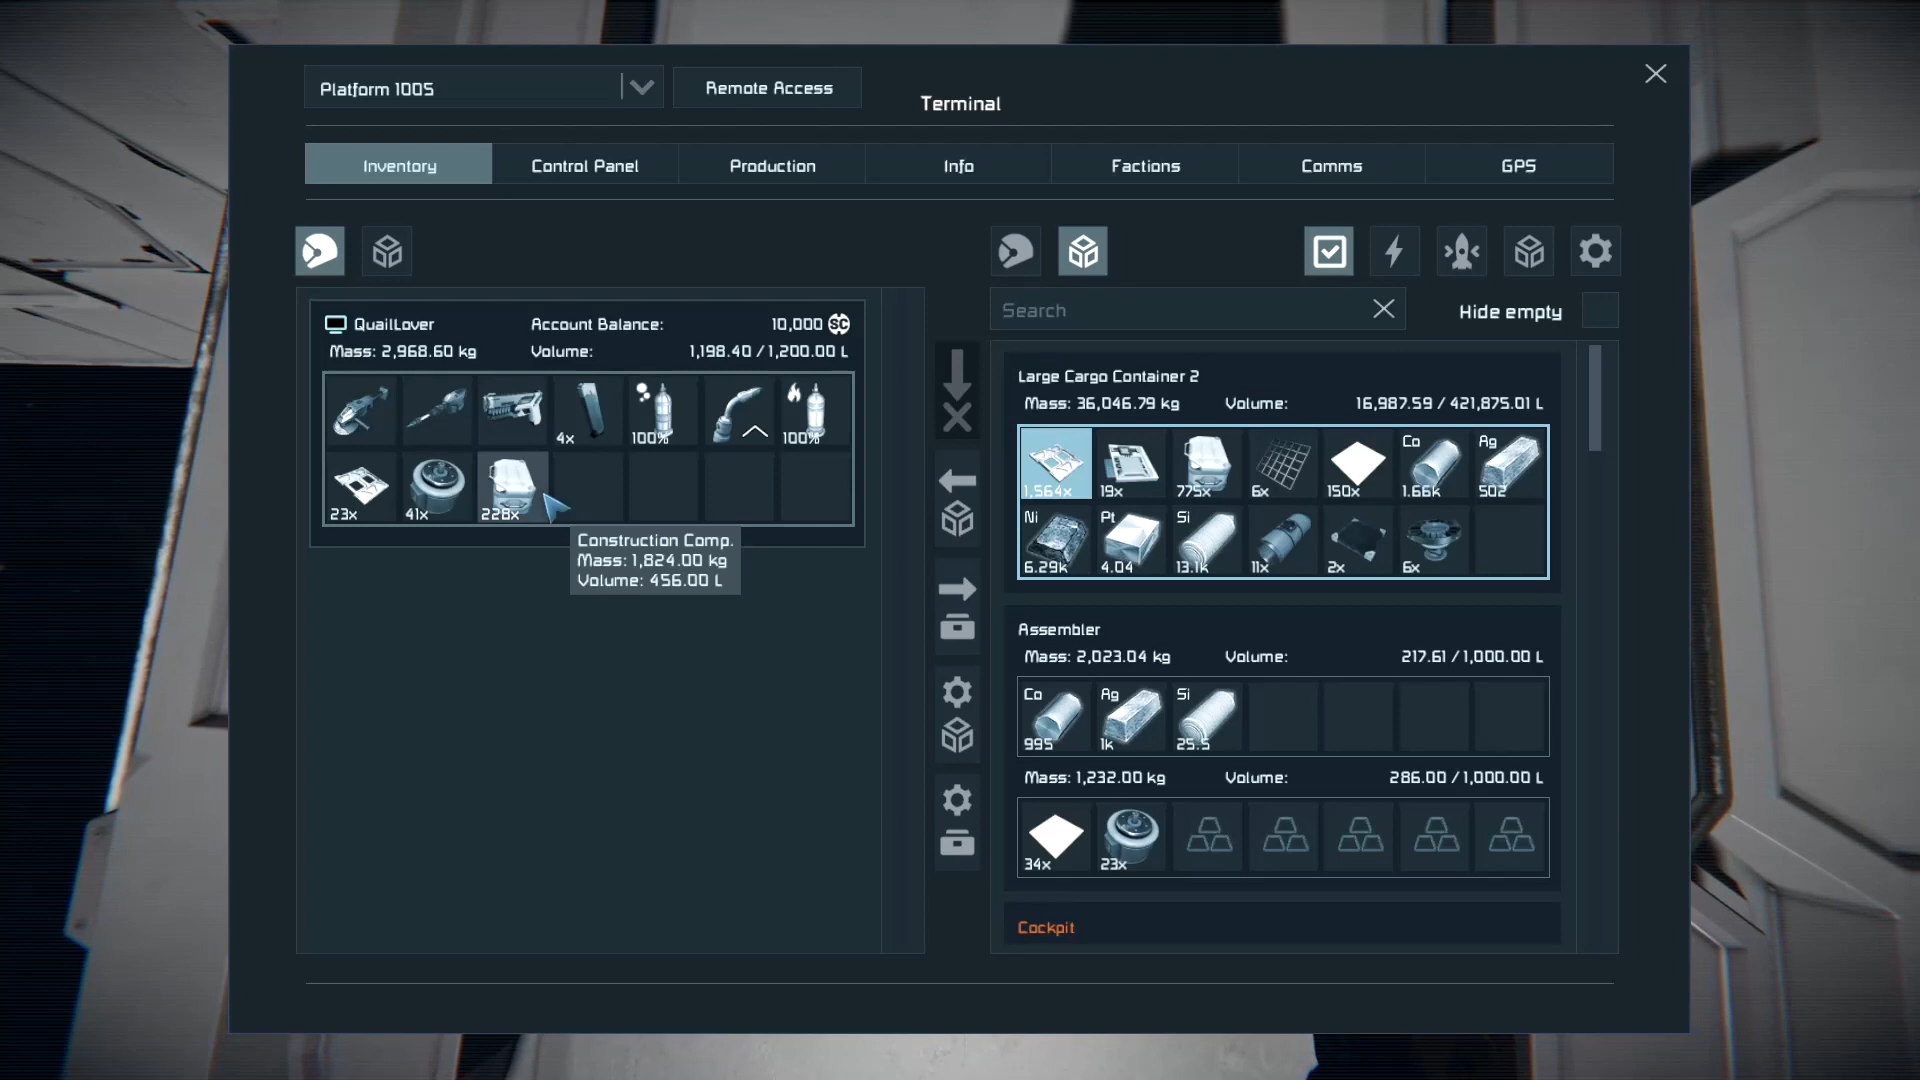 Platform 1005
Remote Access
Terminal
Inventory
Control Panel
Production
Info
Factions
Comms
GPS
QuailLover
Account Balance:
10,000 SC
Mass: 2,968.60 kg
Volume:
1,198.40 / 1,200.00 L
4x
100%
100%
23x
41x
228x
Construction Comp.
Mass: 1,824.00 kg
Volume: 456.00 L
Search
Hide empty
Large Cargo Container 2
Mass: 36,046.79 kg
Volume:
16,987.59 / 421,875.01 L
Co
Ag
1,564x
19x
775x
6x
150x
1.66k
502
Ni
Pt
Si
6.29k
4.04
13.1k
11x
2x
6x
Assembler
Mass: 2,023.04 kg
Volume:
217.61 / 1,000.00 L
Co
Ag
Si
995
1k
25.5
Mass: 1,232.00 kg
Volume:
286.00 / 1,000.00 L
34x
23x
Cockpit